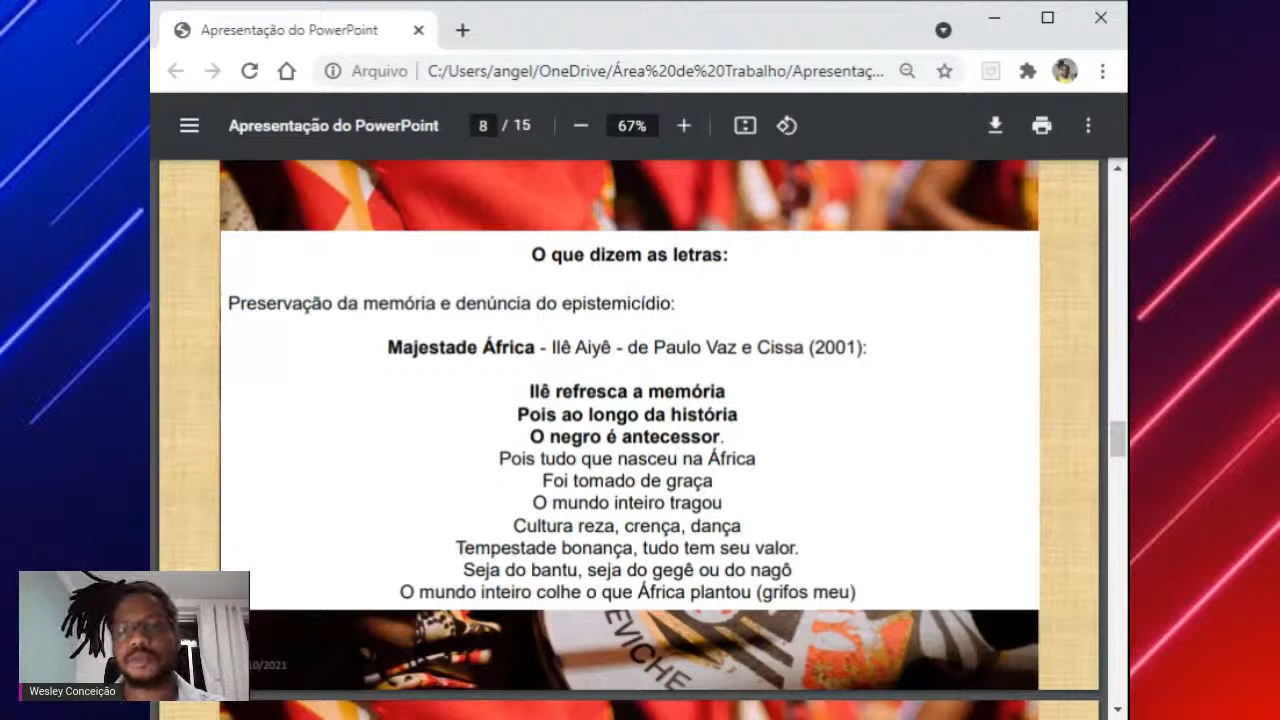 Apresentação do PowerPoint
Arquivo
C:/Users/angel/OneDrive/Área%20de%20Trabalho/Apresentaç...
Apresentação do PowerPoint 8 / 15 67%
O que dizem as letras:
Preservação da memória e denúncia do epistemicídio:
Majestade África - Ilê Aiyê - de Paulo Vaz e Cissa (2001):
Ilê refresca a memória
Pois ao longo da história
O negro é antecessor.
Pois tudo que nasceu na África
Foi tomado de graça
O mundo inteiro tragou
Cultura reza, crença, dança
Tempestade bonança, tudo tem seu valor.
Seja do bantu, seja do gegê ou do nagô
O mundo inteiro colhe o que África plantou (grifos meu)
EVICHE
10/2021
Wesley Conceição